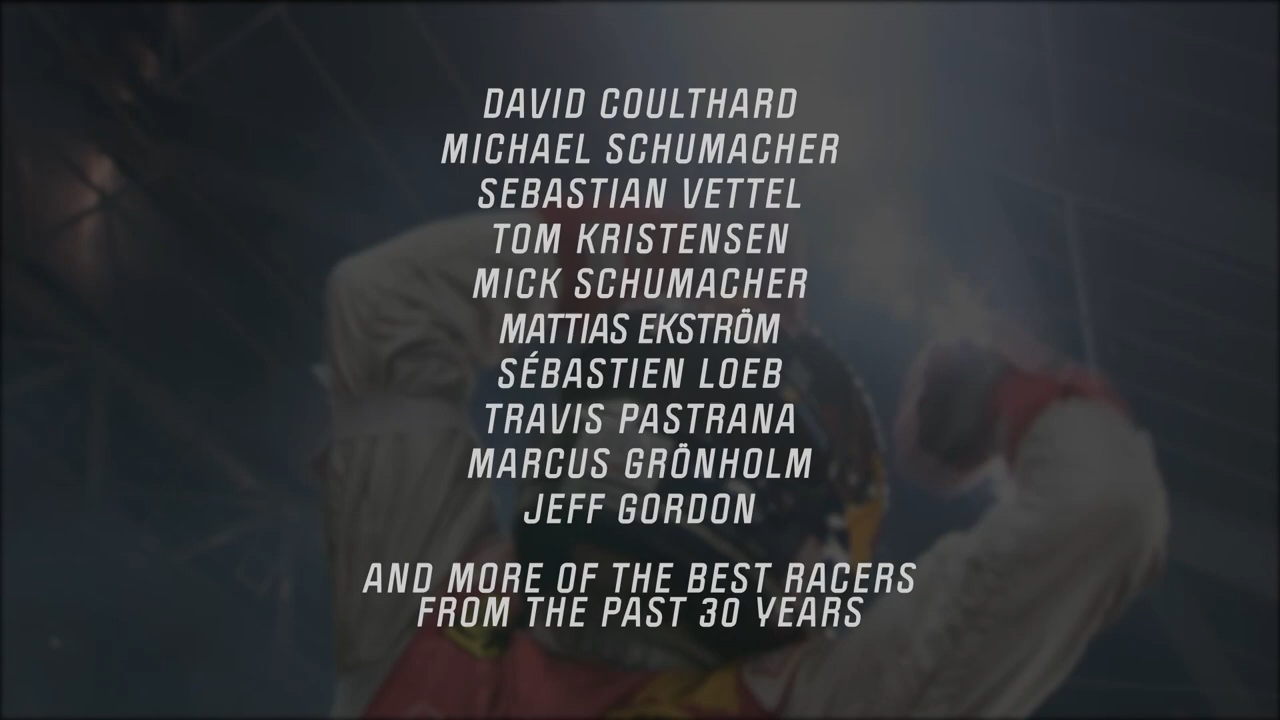 DAVID COULTHARD
MICHAEL SCHUMACHER
SEBASTIAN VETTEL
TOM KRISTENSEN
MICK SCHUMACHER
MATTIAS EKSTRÖM
SÉBASTIEN LOEB
TRAVIS PASTRANA
MARCUS GRÖNHOLM
JEFF GORDON
AND MORE OF THE BEST RACERS
FROM THE PAST 30 YEARS